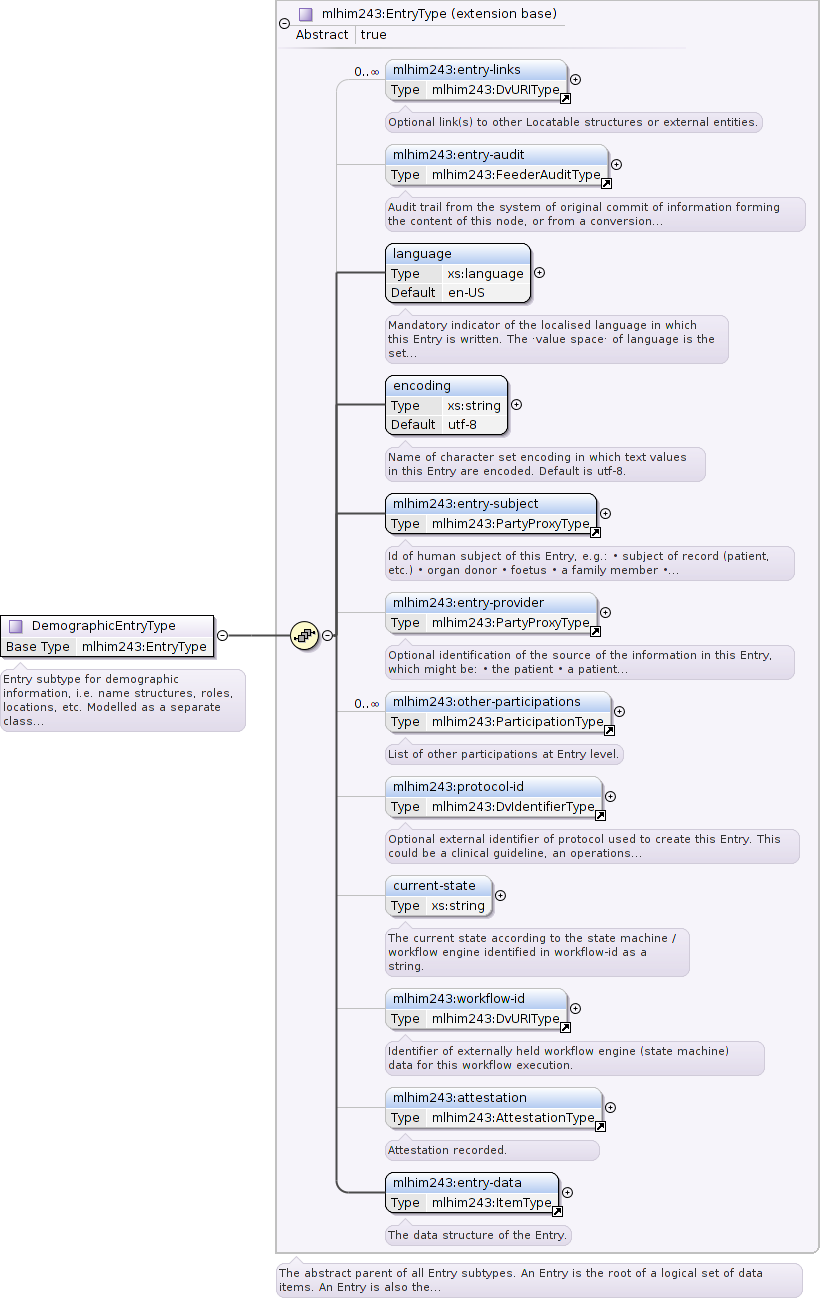 mlhim243:EntryType (extension base)
Abstract true
0..∞
mlhim243:entry-links
Type mlhim243:DvURIType
Optional link(s) to other Locatable structures or external entities.
mlhim243:entry-audit
Type mlhim243:FeederAuditType
Audit trail from the system of original commit of information forming
the content of this node, or from a conversion...
language
Type xs:language
Default en-US
Mandatory indicator of the localised language in which
this Entry is written. The ·value space· of language is the
set...
encoding
Type xs:string
Default utf-8
Name of character set encoding in which text values
in this Entry are encoded. Default is utf-8.
mlhim243:entry-subject
Type mlhim243:PartyProxyType
Id of human subject of this Entry, e.g.: • subject of record (patient,
etc.) • organ donor • foetus • a family member •...
mlhim243:entry-provider
Type mlhim243:PartyProxyType
DemographicEntryType
Base Type mlhim243:EntryType
Entry subtype for demographic
information, i.e. name structures, roles,
locations, etc. Modelled as a separate
class...
Optional identification of the source of the information in this Entry,
which might be: • the patient • a patient...
0..∞
mlhim243:other-participations
Type mlhim243:ParticipationType
List of other participations at Entry level.
mlhim243:protocol-id
Type mlhim243:DvIdentifierType
Optional external identifier of protocol used to create this Entry. This
could be a clinical guideline, an operations...
current-state
Type xs:string
The current state according to the state machine /
workflow engine identified in workflow-id as a
string.
mlhim243:workflow-id
Type mlhim243:DvURIType
Identifier of externally held workflow engine (state machine)
data for this workflow execution.
mlhim243:attestation
Type mlhim243:AttestationType
Attestation recorded.
mlhim243:entry-data
Type mlhim243:ItemType
The data structure of the Entry.
The abstract parent of all Entry subtypes. An Entry is the root of a logical set of data
items. An Entry is also the...